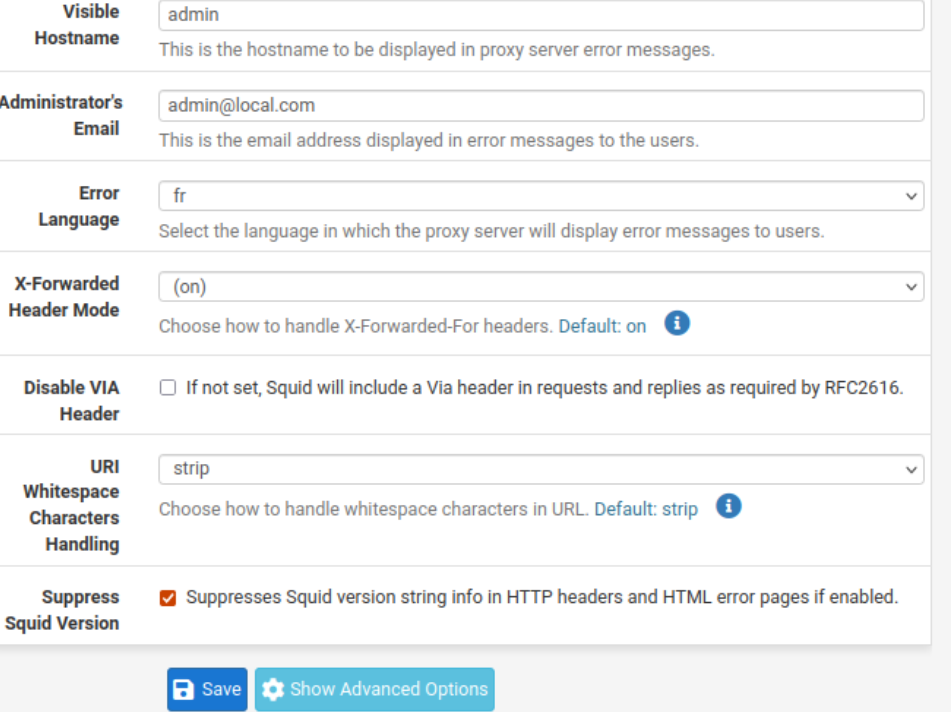 Visible
Hostname
admin
This is the hostname to be displayed in proxy server error messages.
Administrator's
Email
admin@local.com
This is the email address displayed in error messages to the users.
Error
Language
fr
Select the language in which the proxy server will display error messages to users.
X-Forwarded
Header Mode
(on)
Choose how to handle X-Forwarded-For headers. Default: on
Disable VIA
Header
If not set, Squid will include a Via header in requests and replies as required by RFC2616.
URI
Whitespace
Characters
Handling
strip
Choose how to handle whitespace characters in URL. Default: strip
Suppress
Squid Version
Suppresses Squid version string info in HTTP headers and HTML error pages if enabled.
Save
Show Advanced Options